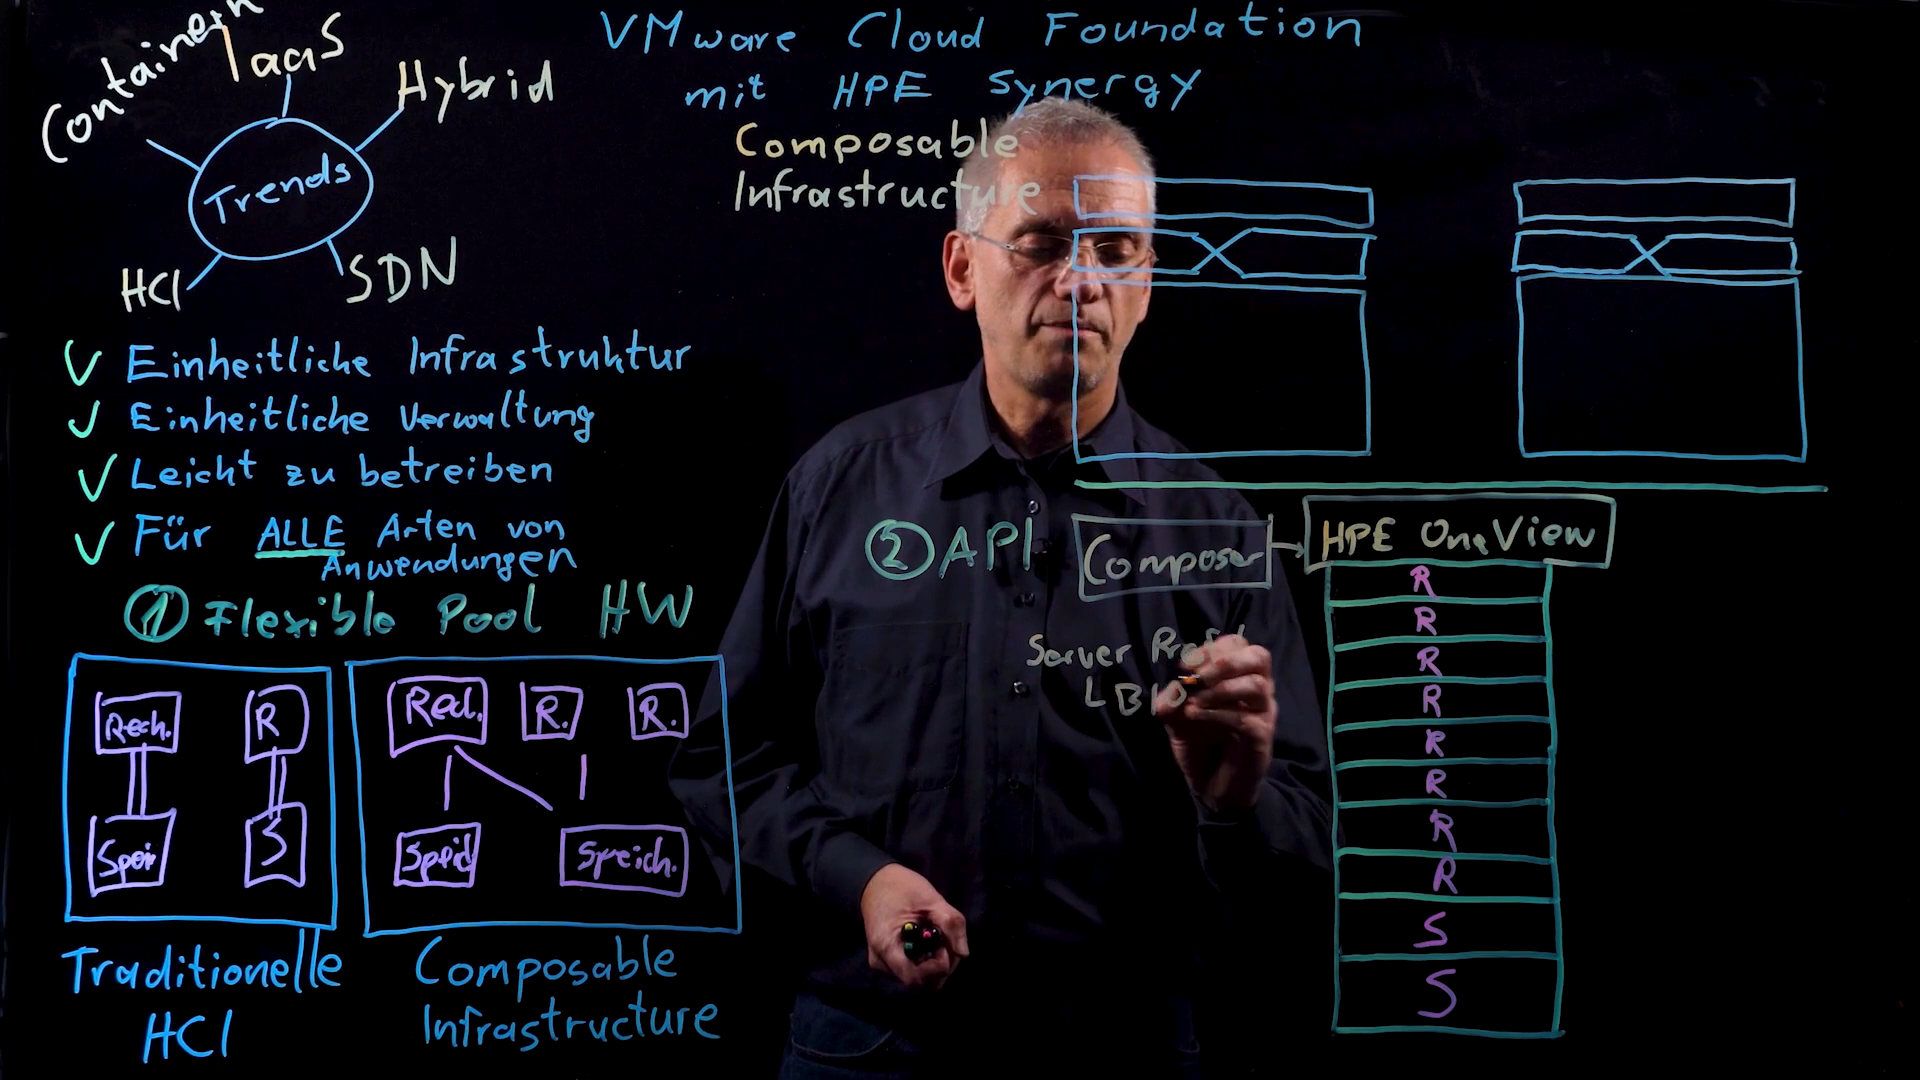 VMware Cloud Foundation
mit HPE Synergy
Composable
Infrastructure
Container
IaaS
Hybrid
Trends
HCI
SDN
Einheitliche Infrastruktur
Einheitliche Verwaltung
Leicht zu betreiben
Für ALLE Arten von
Anwendungen
1 Flexible Pool HW
Rech. R
Speich. S
Traditionelle
HCI
Rech. R. R.
Speich. Speich.
Composable
Infrastructure
2 API
Composer
HPE OneView
Server
R
R
R
R
R
R
R
R
S
S